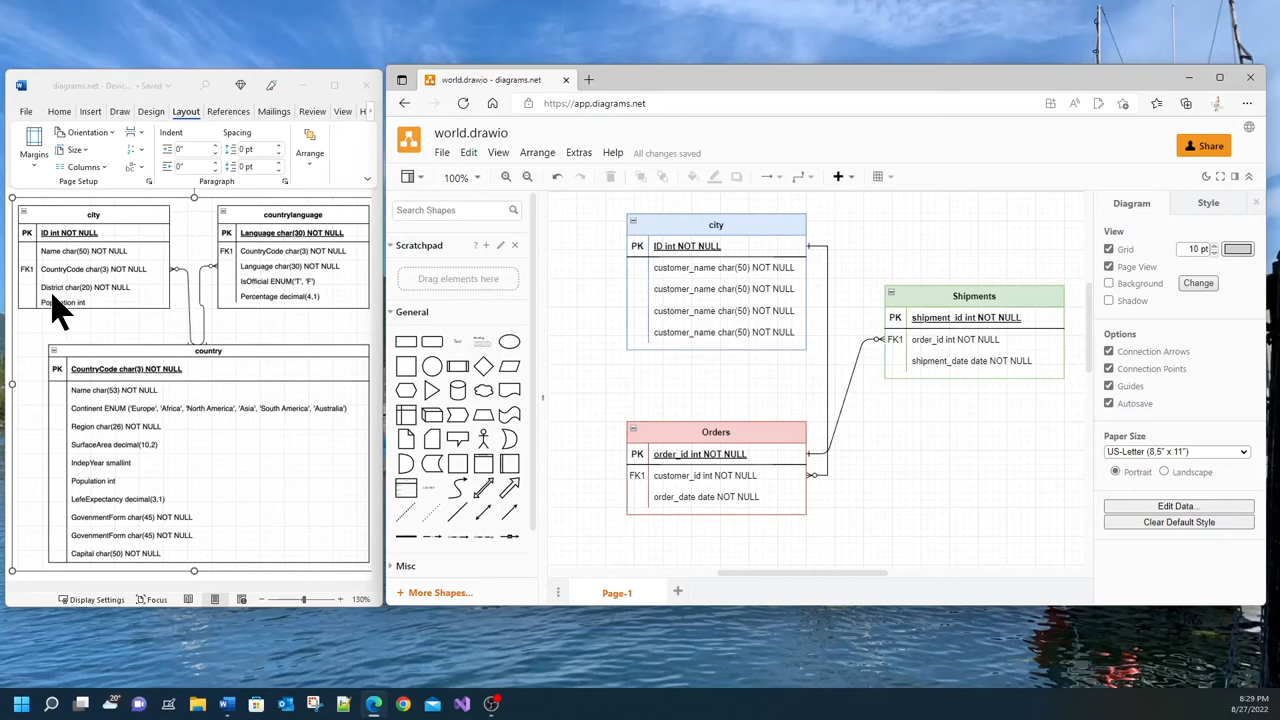 diagrams.net - Devic... - Saved
File Home Insert Draw Design Layout References Mailings Review View H
Margins
Orientation
Size
Columns
Page Setup
Indent
0"
0"
Spacing
0 pt
0 pt
Paragraph
Arrange
city
PK ID int NOT NULL
Name char(50) NOT NULL
FK1 CountryCode char(3) NOT NULL
District char(20) NOT NULL
Population int
countrylanguage
PK Language char(30) NOT NULL
FK1 CountryCode char(3) NOT NULL
Language char(30) NOT NULL
IsOfficial ENUM('T', 'F')
Percentage decimal(4,1)
country
PK CountryCode char(3) NOT NULL
Name char(53) NOT NULL
Continent ENUM ('Europe', 'Africa', 'North America', 'Asia', 'South America', 'Australia')
Region char(26) NOT NULL
SurfaceArea decimal(10,2)
IndepYear smallint
Population int
LefeExpectancy decimal(3,1)
GovenmentForm char(45) NOT NULL
GovenmentForm char(45) NOT NULL
Capital char(50) NOT NULL
Display Settings Focus 130%
world.drawio - diagrams.net
https://app.diagrams.net
world.drawio
File Edit View Arrange Extras Help All changes saved
Share
100%
Search Shapes
Scratchpad
?
Drag elements here
General
Text
Misc
+ More Shapes...
city
PK ID int NOT NULL
customer_name char(50) NOT NULL
customer_name char(50) NOT NULL
customer_name char(50) NOT NULL
customer_name char(50) NOT NULL
Shipments
PK shipment_id int NOT NULL
FK1 order_id int NOT NULL
shipment_date date NOT NULL
Orders
PK order_id int NOT NULL
FK1 customer_id int NOT NULL
order_date date NOT NULL
Page-1
Diagram Style
View
Grid 10 pt
Page View
Background Change
Shadow
Options
Connection Arrows
Connection Points
Guides
Autosave
Paper Size
US-Letter (8,5" x 11")
Portrait Landscape
Edit Data...
Clear Default Style
+20°
8:29 PM
8/27/2022